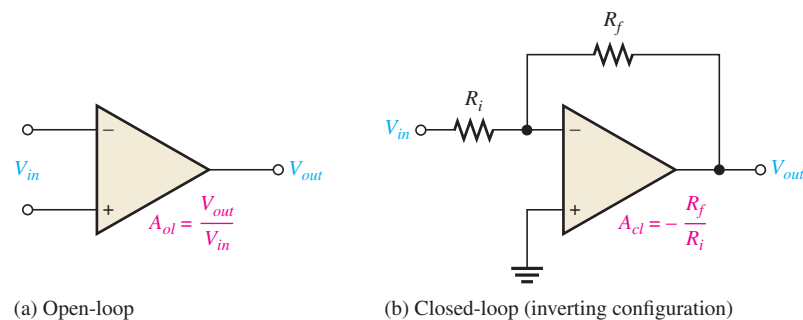 V_in
−
+
V_out
A_ol = V_out / V_in
(a) Open-loop
R_f
R_i
V_in
−
+
V_out
A_cl = − R_f / R_i
(b) Closed-loop (inverting configuration)